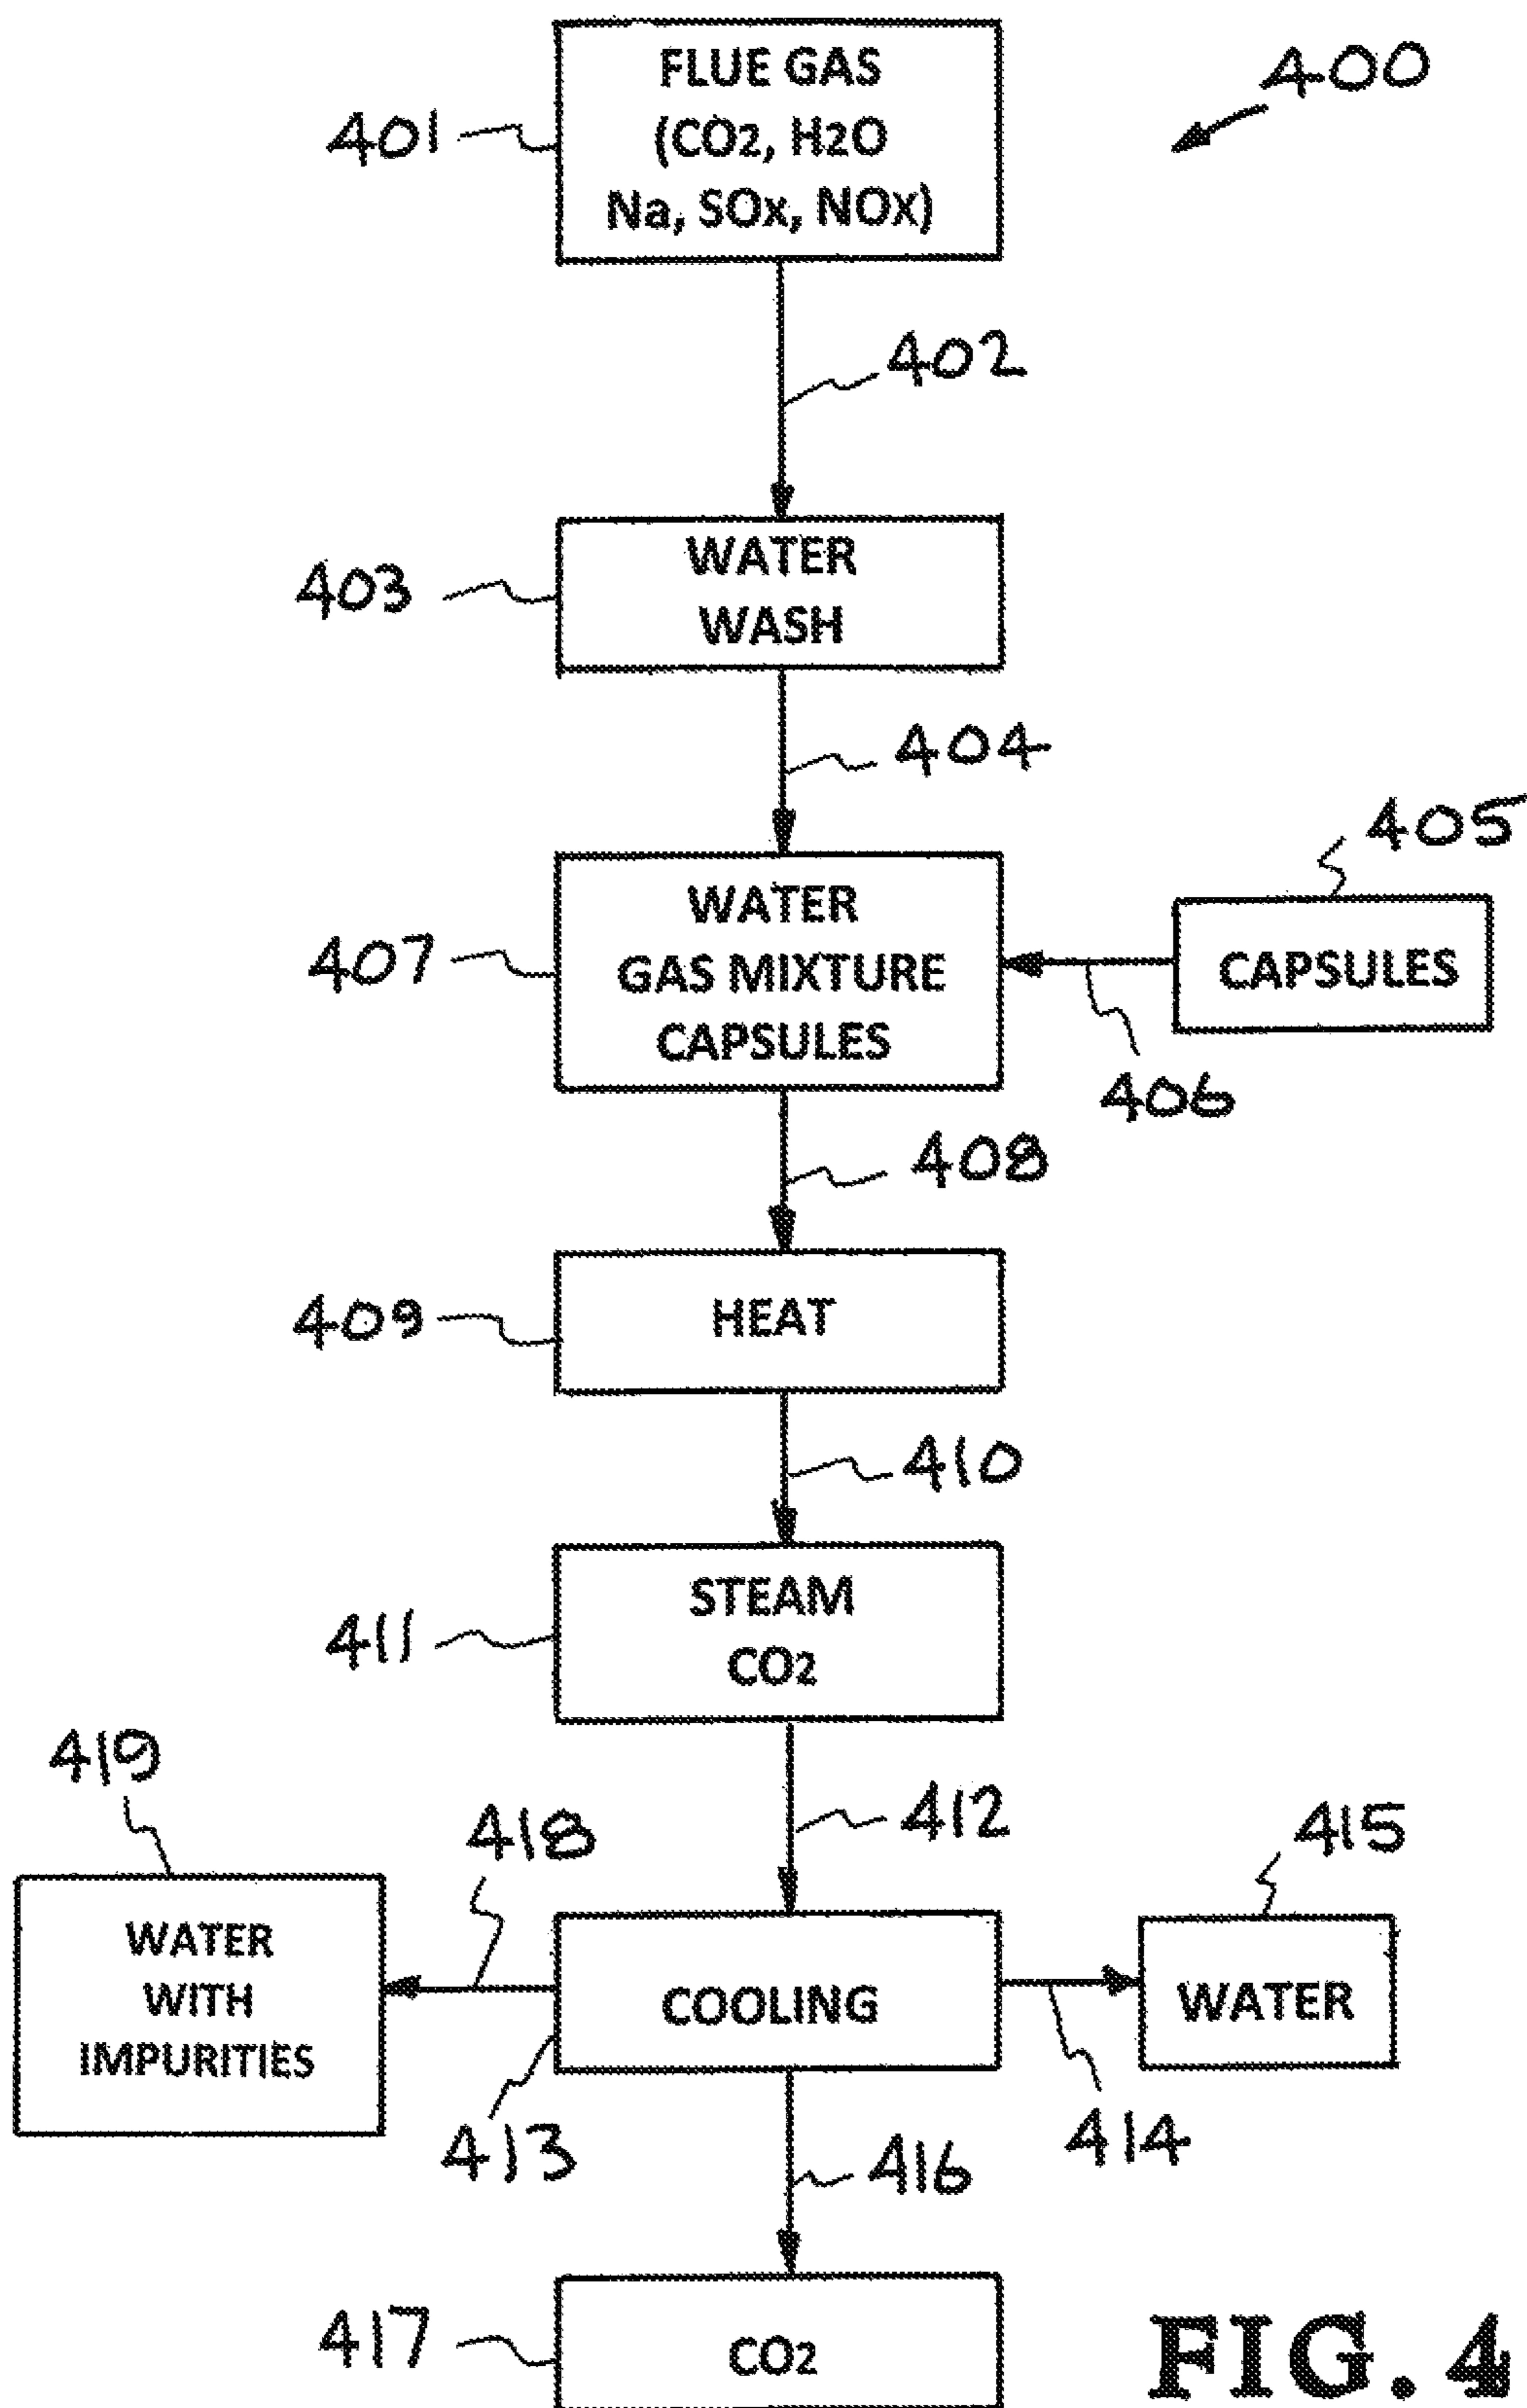 FLUE GAS
(CO2, H2O
Na, SOx, NOx)
400
401
402
WATER
WASH
403
404
405
WATER
GAS MIXTURE
CAPSULES
407
CAPSULES
406
408
HEAT
409
410
STEAM
CO2
411
419
418
412
415
WATER
WITH
IMPURITIES
COOLING
WATER
413
414
416
417
CO2
FIG. 4